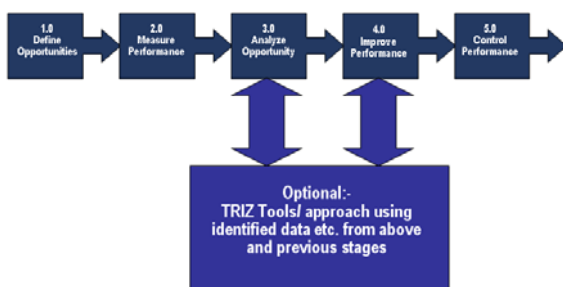 1.0
Define
Opportunities
2.0
Measure
Performance
3.0
Analyze
Opportunity
4.0
Improve
Performance
5.0
Control
Performance
Optional:-
TRIZ Tools/ approach using
identified data etc. from above
and previous stages